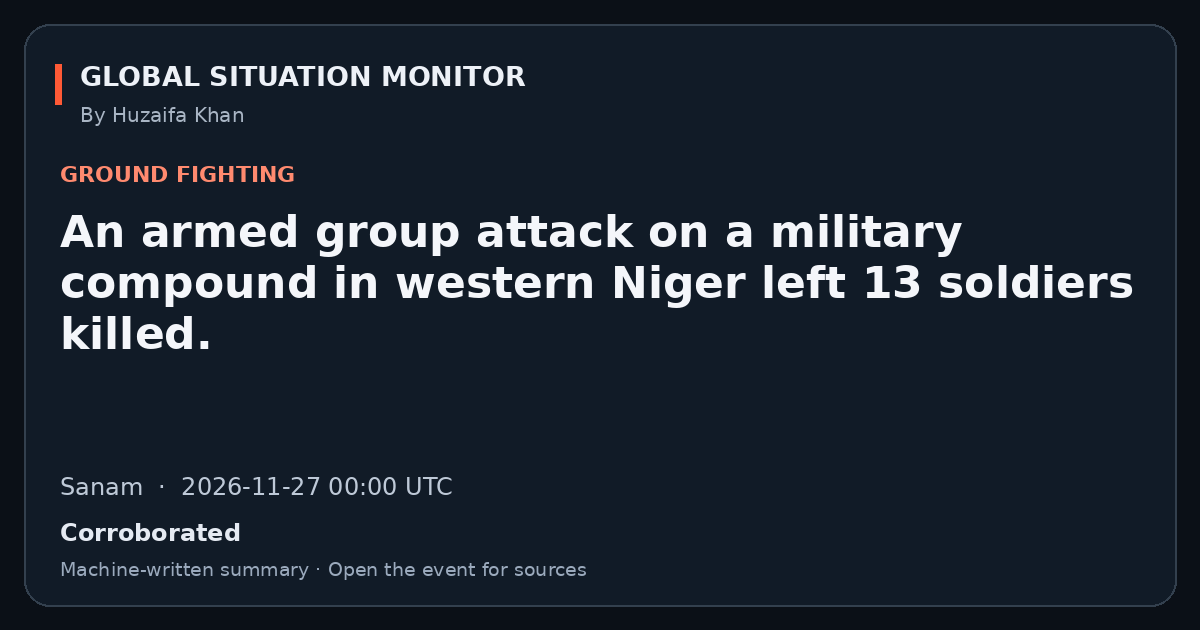 GLOBAL SITUATION MONITOR
By Huzaifa Khan
GROUND FIGHTING
An armed group attack on a military
compound in western Niger left 13 soldiers
killed.
Sanam · 2026-11-27 00:00 UTC
Corroborated
Machine-written summary · Open the event for sources